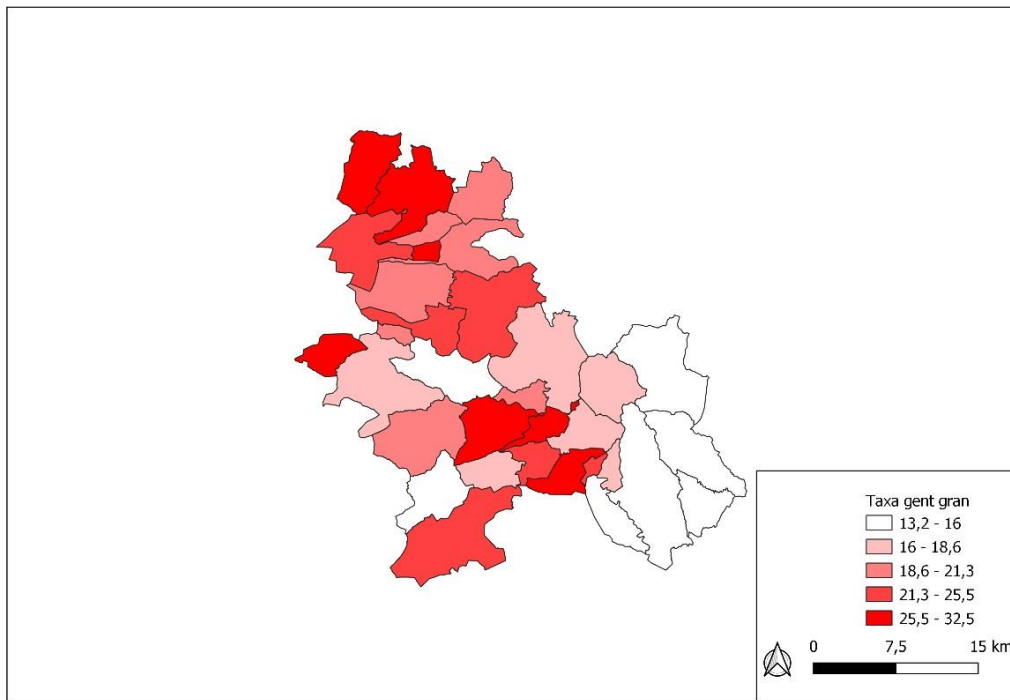 Taxa gent gran
13,2 - 16
16 - 18,6
18,6 - 21,3
21,3 - 25,5
25,5 - 32,5
0 7,5 15 km